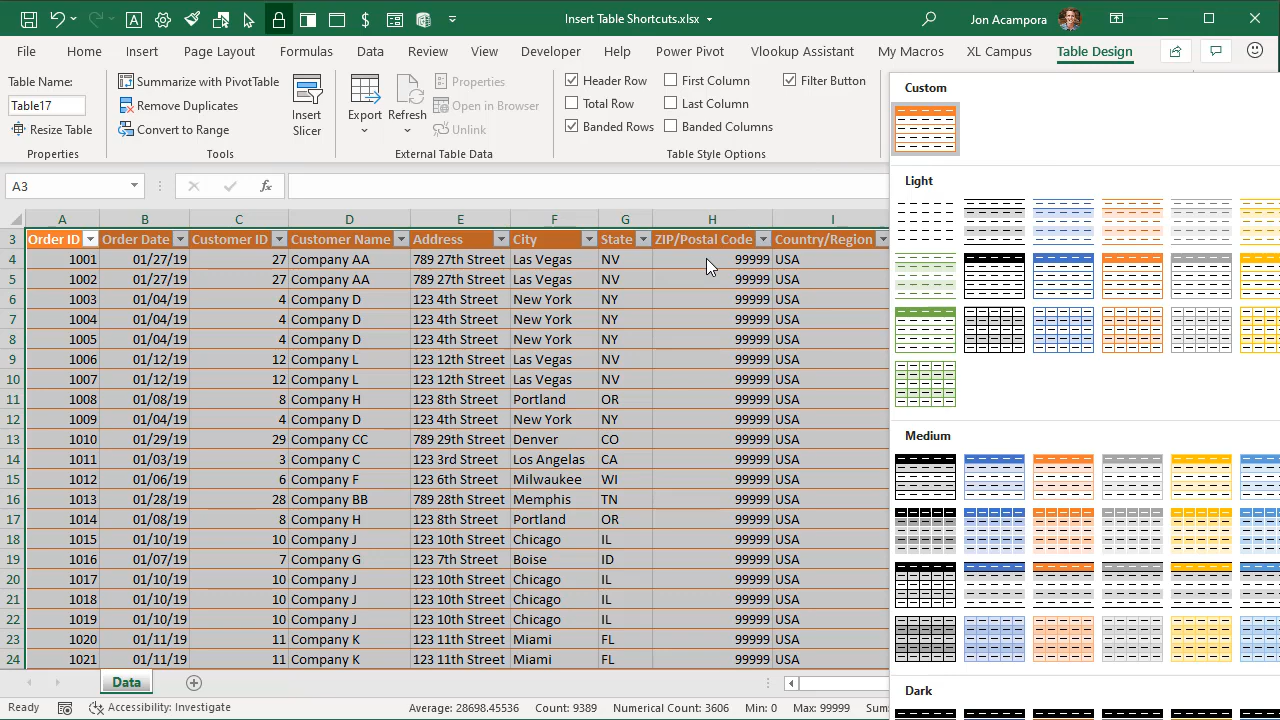 Insert Table Shortcuts.xlsx
Jon Acampora
File Home Insert Page Layout Formulas Data Review View Developer Help Power Pivot Vlookup Assistant My Macros XL Campus Table Design
Table Name:
Table17
Resize Table
Properties
Summarize with PivotTable
Remove Duplicates
Convert to Range
Tools
Insert
Slicer
Export
Refresh
Properties
Open in Browser
Unlink
External Table Data
Header Row First Column Filter Button
Total Row Last Column
Banded Rows Banded Columns
Table Style Options
A3 fx
Custom
Light
Medium
Dark
A B C D E F G H I
3 Order ID Order Date Customer ID Customer Name Address City State ZIP/Postal Code Country/Region
4 1001 01/27/19 27 Company AA 789 27th Street Las Vegas NV 99999 USA
5 1002 01/27/19 27 Company AA 789 27th Street Las Vegas NV 99999 USA
6 1003 01/04/19 4 Company D 123 4th Street New York NY 99999 USA
7 1004 01/04/19 4 Company D 123 4th Street New York NY 99999 USA
8 1005 01/04/19 4 Company D 123 4th Street New York NY 99999 USA
9 1006 01/12/19 12 Company L 123 12th Street Las Vegas NV 99999 USA
10 1007 01/12/19 12 Company L 123 12th Street Las Vegas NV 99999 USA
11 1008 01/08/19 8 Company H 123 8th Street Portland OR 99999 USA
12 1009 01/04/19 4 Company D 123 4th Street New York NY 99999 USA
13 1010 01/29/19 29 Company CC 789 29th Street Denver CO 99999 USA
14 1011 01/03/19 3 Company C 123 3rd Street Los Angelas CA 99999 USA
15 1012 01/06/19 6 Company F 123 6th Street Milwaukee WI 99999 USA
16 1013 01/28/19 28 Company BB 789 28th Street Memphis TN 99999 USA
17 1014 01/08/19 8 Company H 123 8th Street Portland OR 99999 USA
18 1015 01/10/19 10 Company J 123 10th Street Chicago IL 99999 USA
19 1016 01/07/19 7 Company G 123 7th Street Boise ID 99999 USA
20 1017 01/10/19 10 Company J 123 10th Street Chicago IL 99999 USA
21 1018 01/10/19 10 Company J 123 10th Street Chicago IL 99999 USA
22 1019 01/10/19 10 Company J 123 10th Street Chicago IL 99999 USA
23 1020 01/11/19 11 Company K 123 11th Street Miami FL 99999 USA
24 1021 01/11/19 11 Company K 123 11th Street Miami FL 99999 USA
Data
Ready Accessibility: Investigate Average: 28698.45536 Count: 9389 Numerical Count: 3606 Min: 0 Max: 99999 Sum: